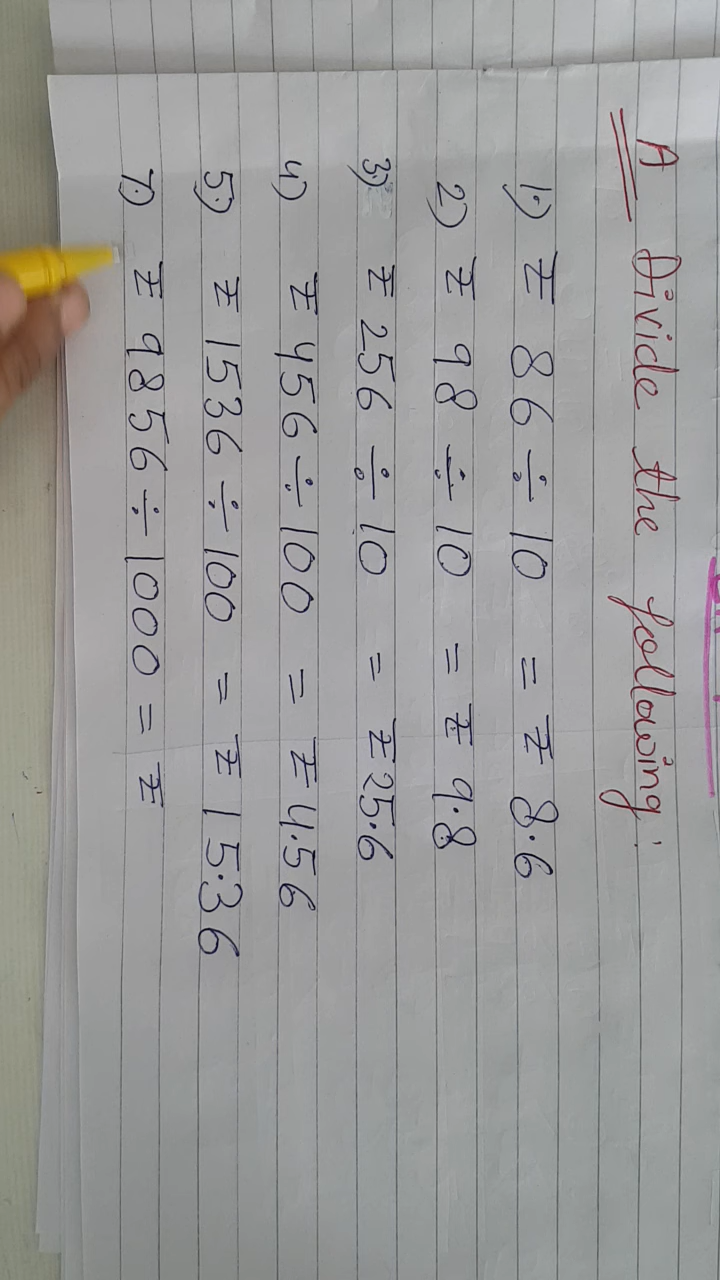 A Divide the following:
1.) ₹ 86 ÷ 10 = ₹ 8.6
2.) ₹ 98 ÷ 10 = ₹ 9.8
3.) ₹ 256 ÷ 10 = ₹ 25.6
4.) ₹ 456 ÷ 100 = ₹ 4.56
5.) ₹ 1536 ÷ 100 = ₹ 15.36
7.) ₹ 9856 ÷ 1000 = ₹